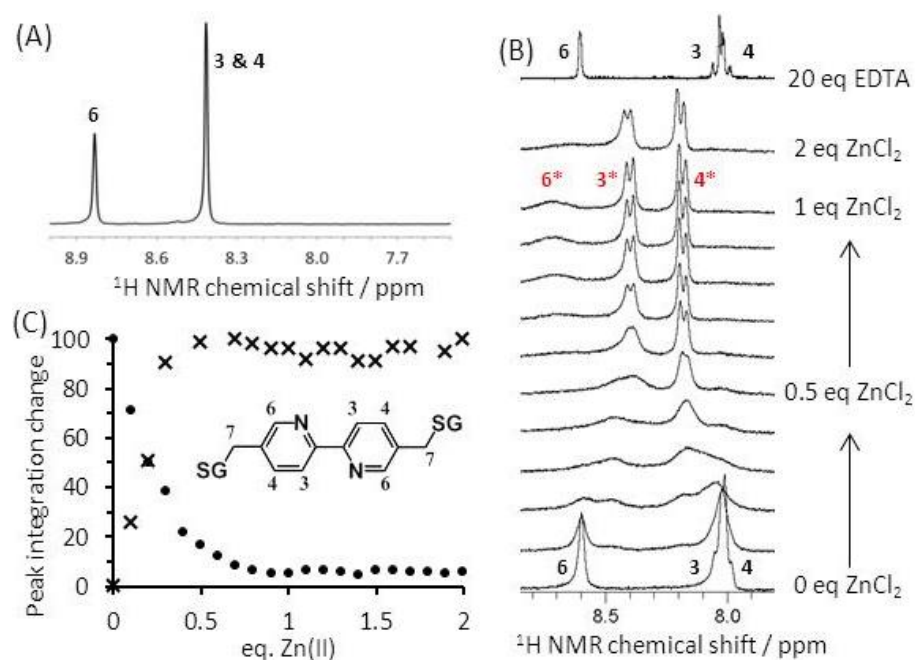 (A)
6
3 & 4
8.9 8.6 8.3 8.0 7.7
¹H NMR chemical shift / ppm
(B)
6 3 4
20 eq EDTA
2 eq ZnCl₂
6* 3* 4*
1 eq ZnCl₂
0.5 eq ZnCl₂
6 3 4
0 eq ZnCl₂
8.5 8.0
¹H NMR chemical shift / ppm
(C)
Peak integration change
100
80
60
40
20
0
0 0.5 1 1.5 2
eq. Zn(II)
6 3 4
N
SG
7
7
SG
N
4 3 6